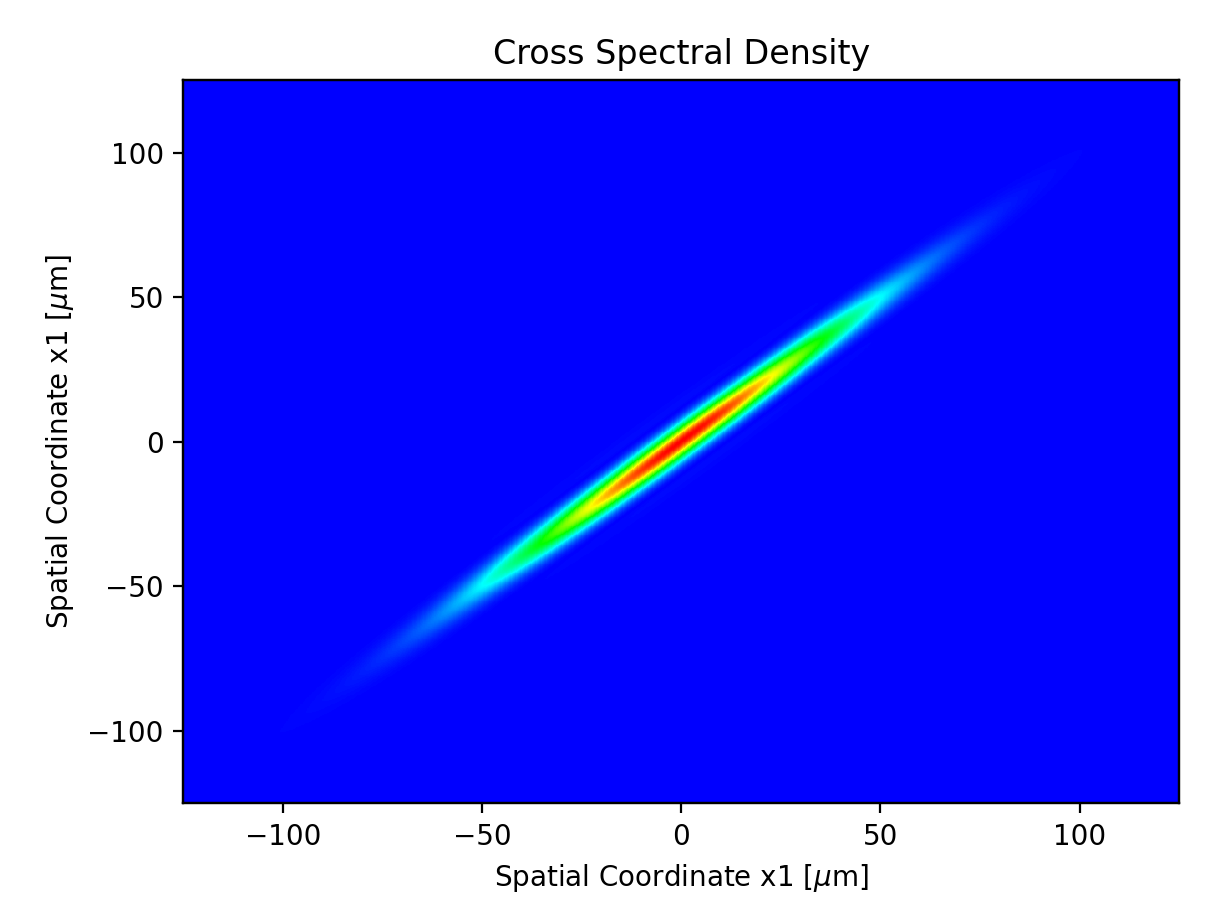 Cross Spectral Density
100
50
0
−50
−100
Spatial Coordinate x1 [μm]
−100 −50 0 50 100
Spatial Coordinate x1 [μm]